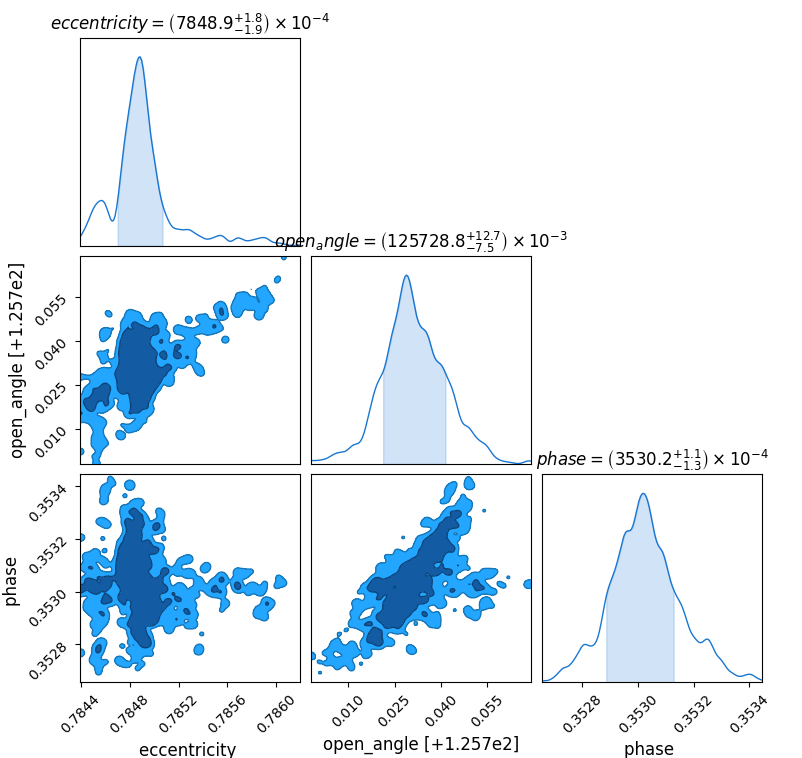 eccentricity = (7848.9^{+1.8}_{-1.9}) × 10^{-4}
open_angle = (125728.8^{+12.7}_{-7.5}) × 10^{-3}
0.055
0.040
0.025
0.010
open_angle [+1.257e2]
phase = (3530.2^{+1.1}_{-1.3}) × 10^{-4}
0.3534
0.3532
0.3530
0.3528
phase
0.7844 0.7848 0.7852 0.7856 0.7860
0.010 0.025 0.040 0.055
0.3528 0.3530 0.3532 0.3534
eccentricity
open_angle [+1.257e2]
phase